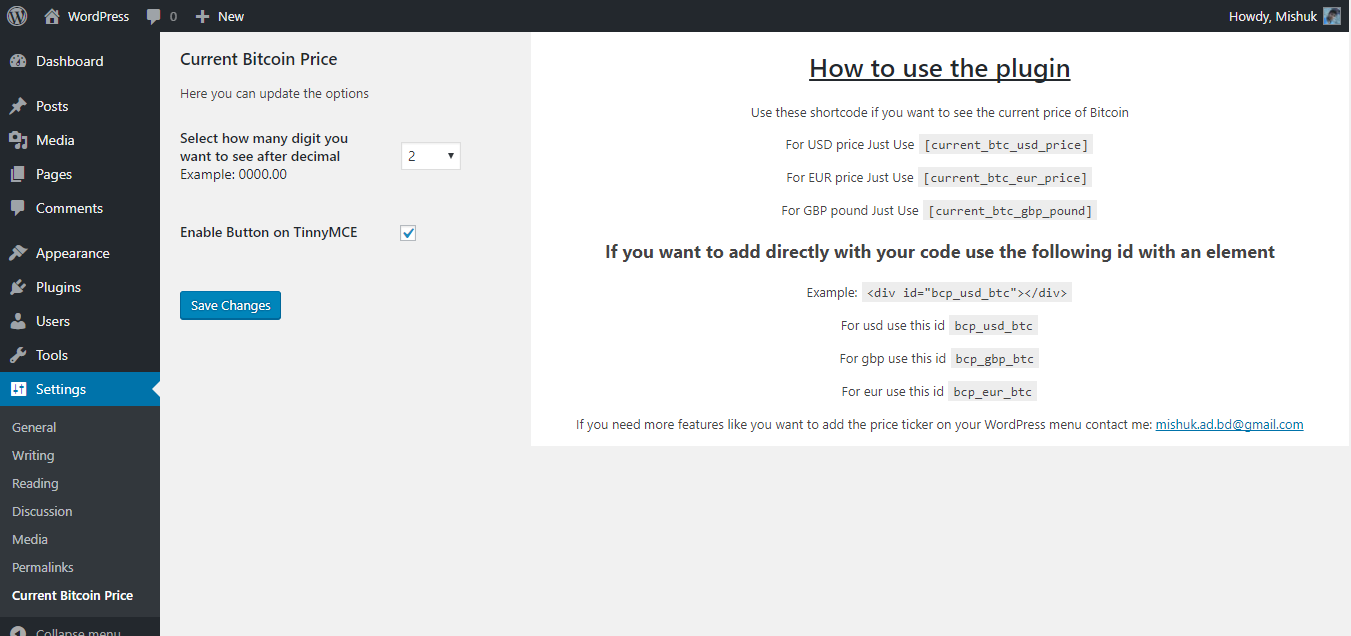 WordPress 0 New Howdy, Mishuk
Dashboard
Posts
Media
Pages
Comments
Appearance
Plugins
Users
Tools
Settings
General
Writing
Reading
Discussion
Media
Permalinks
Current Bitcoin Price
Collapse menu
Current Bitcoin Price
Here you can update the options
Select how many digit you
want to see after decimal
Example: 0000.00
2
Enable Button on TinnyMCE
Save Changes
How to use the plugin
Use these shortcode if you want to see the current price of Bitcoin
For USD price Just Use [current_btc_usd_price]
For EUR price Just Use [current_btc_eur_price]
For GBP pound Just Use [current_btc_gbp_pound]
If you want to add directly with your code use the following id with an element
Example: <div id="bcp_usd_btc"></div>
For usd use this id bcp_usd_btc
For gbp use this id bcp_gbp_btc
For eur use this id bcp_eur_btc
If you need more features like you want to add the price ticker on your WordPress menu contact me: mishuk.ad.bd@gmail.com